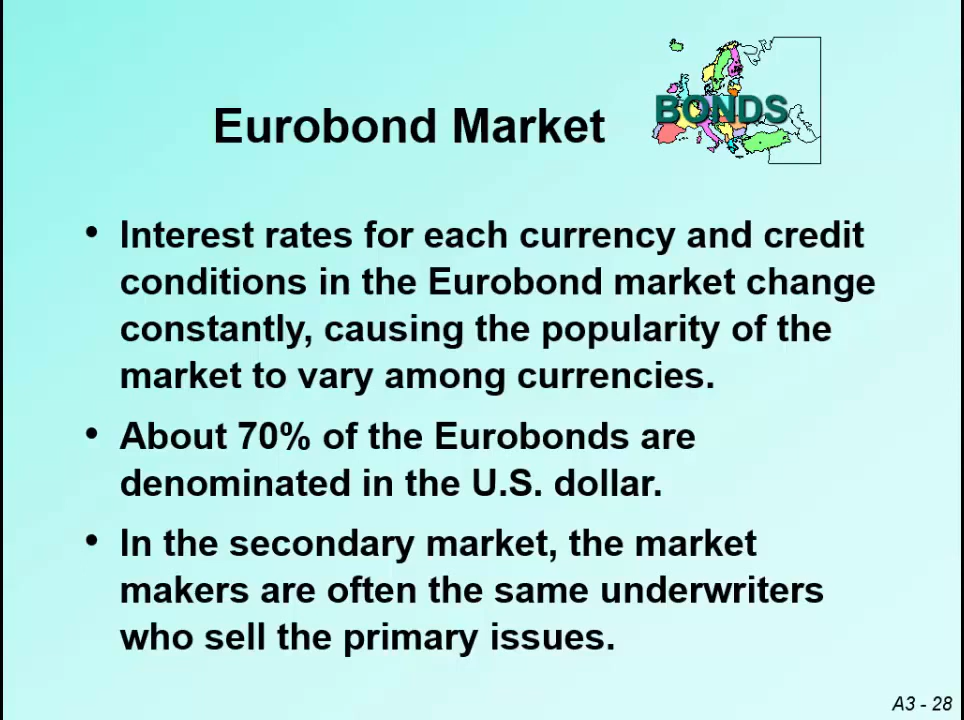 BONDS
Eurobond Market
• Interest rates for each currency and credit
conditions in the Eurobond market change
constantly, causing the popularity of the
market to vary among currencies.
• About 70% of the Eurobonds are
denominated in the U.S. dollar.
• In the secondary market, the market
makers are often the same underwriters
who sell the primary issues.
A3 - 28